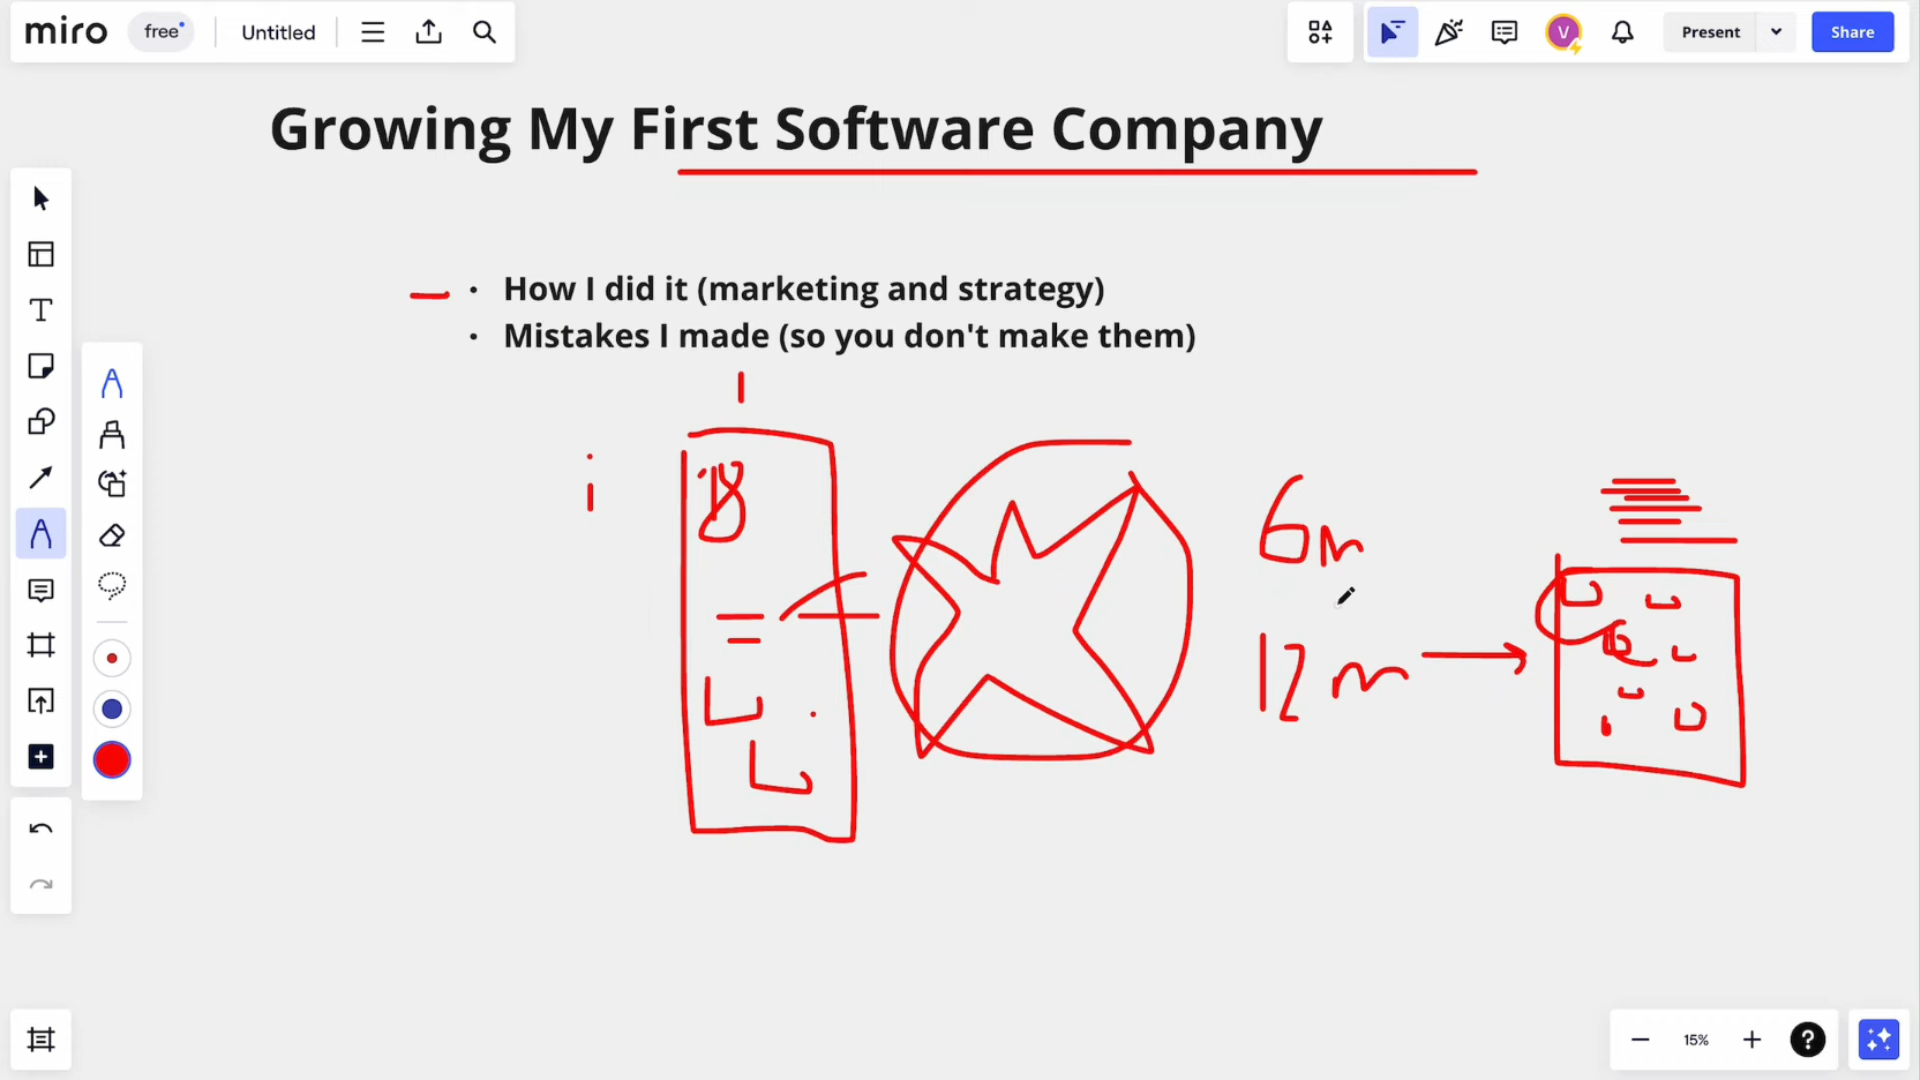 miro free Untitled Present Share
V
Growing My First Software Company
· How I did it (marketing and strategy)
· Mistakes I made (so you don't make them)
6m
12m
15%
?